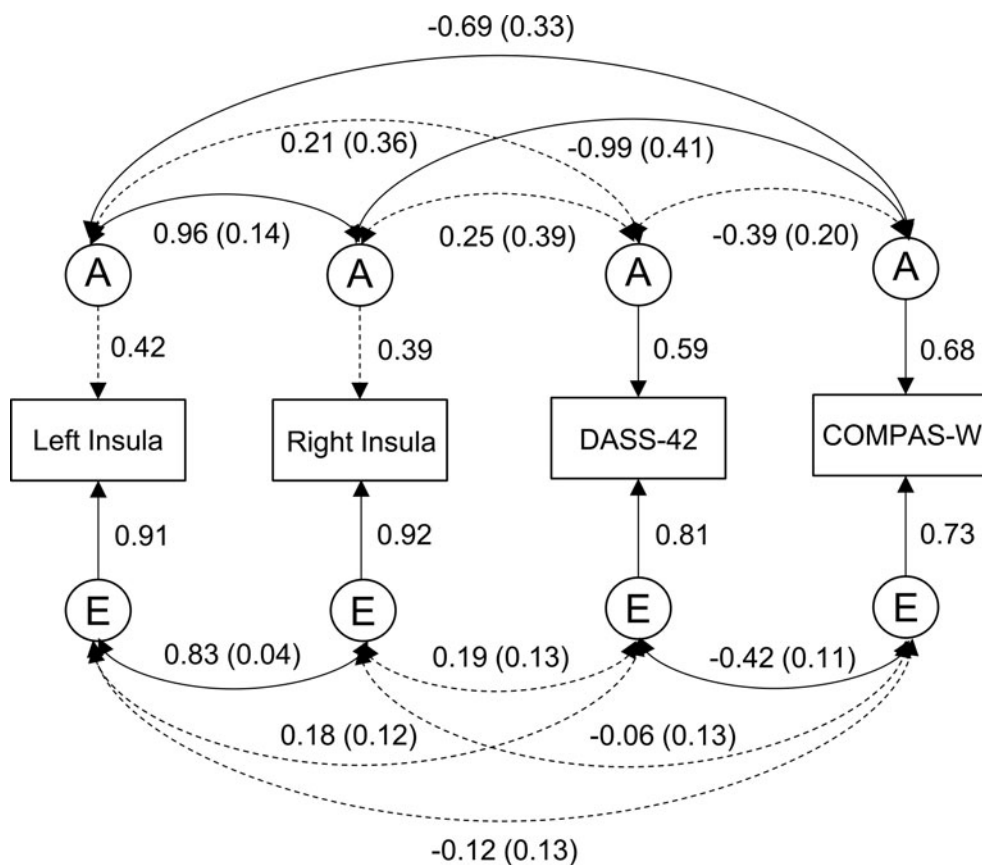 -0.69 (0.33)
0.21 (0.36)
-0.99 (0.41)
0.96 (0.14)
0.25 (0.39)
-0.39 (0.20)
A
A
A
A
0.42
0.39
0.59
0.68
Left Insula
Right Insula
DASS-42
COMPAS-W
0.91
0.92
0.81
0.73
E
E
E
E
0.83 (0.04)
0.19 (0.13)
-0.42 (0.11)
0.18 (0.12)
-0.06 (0.13)
-0.12 (0.13)